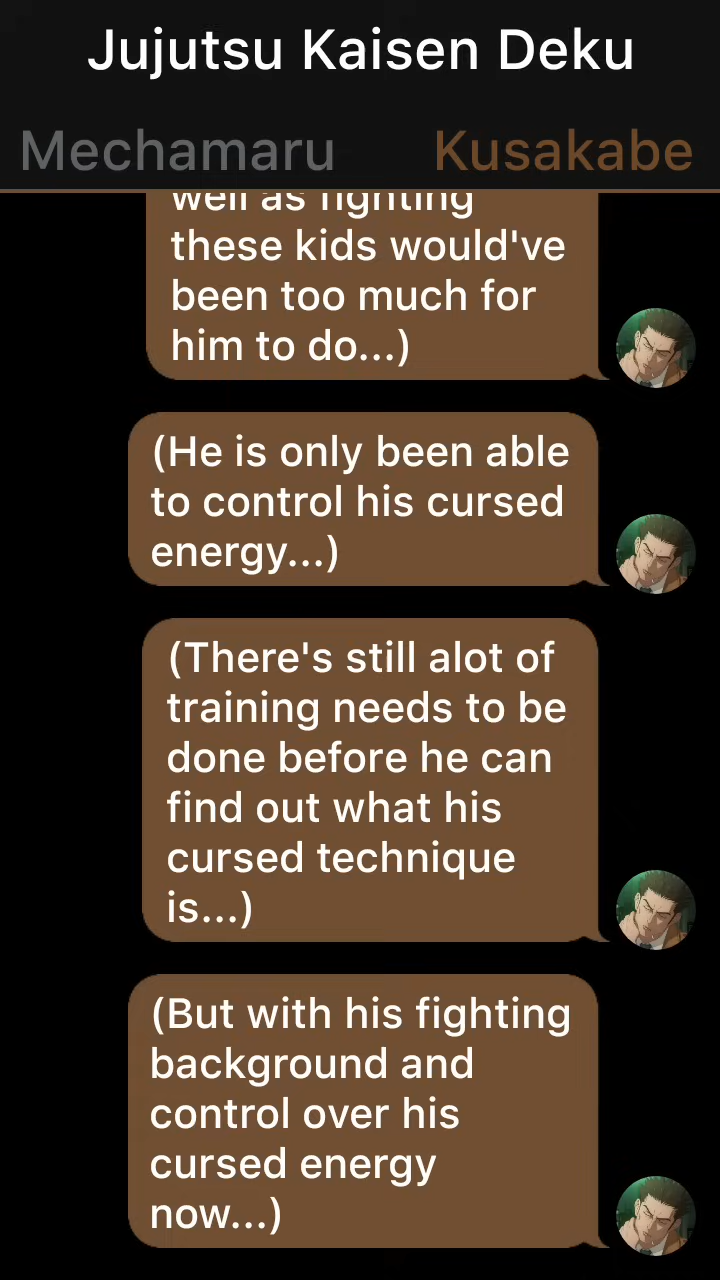 Jujutsu Kaisen Deku
Mechamaru Kusakabe
well as fighting
these kids would've
been too much for
him to do...)
(He is only been able
to control his cursed
energy...)
(There's still alot of
training needs to be
done before he can
find out what his
cursed technique
is...)
(But with his fighting
background and
control over his
cursed energy
now...)